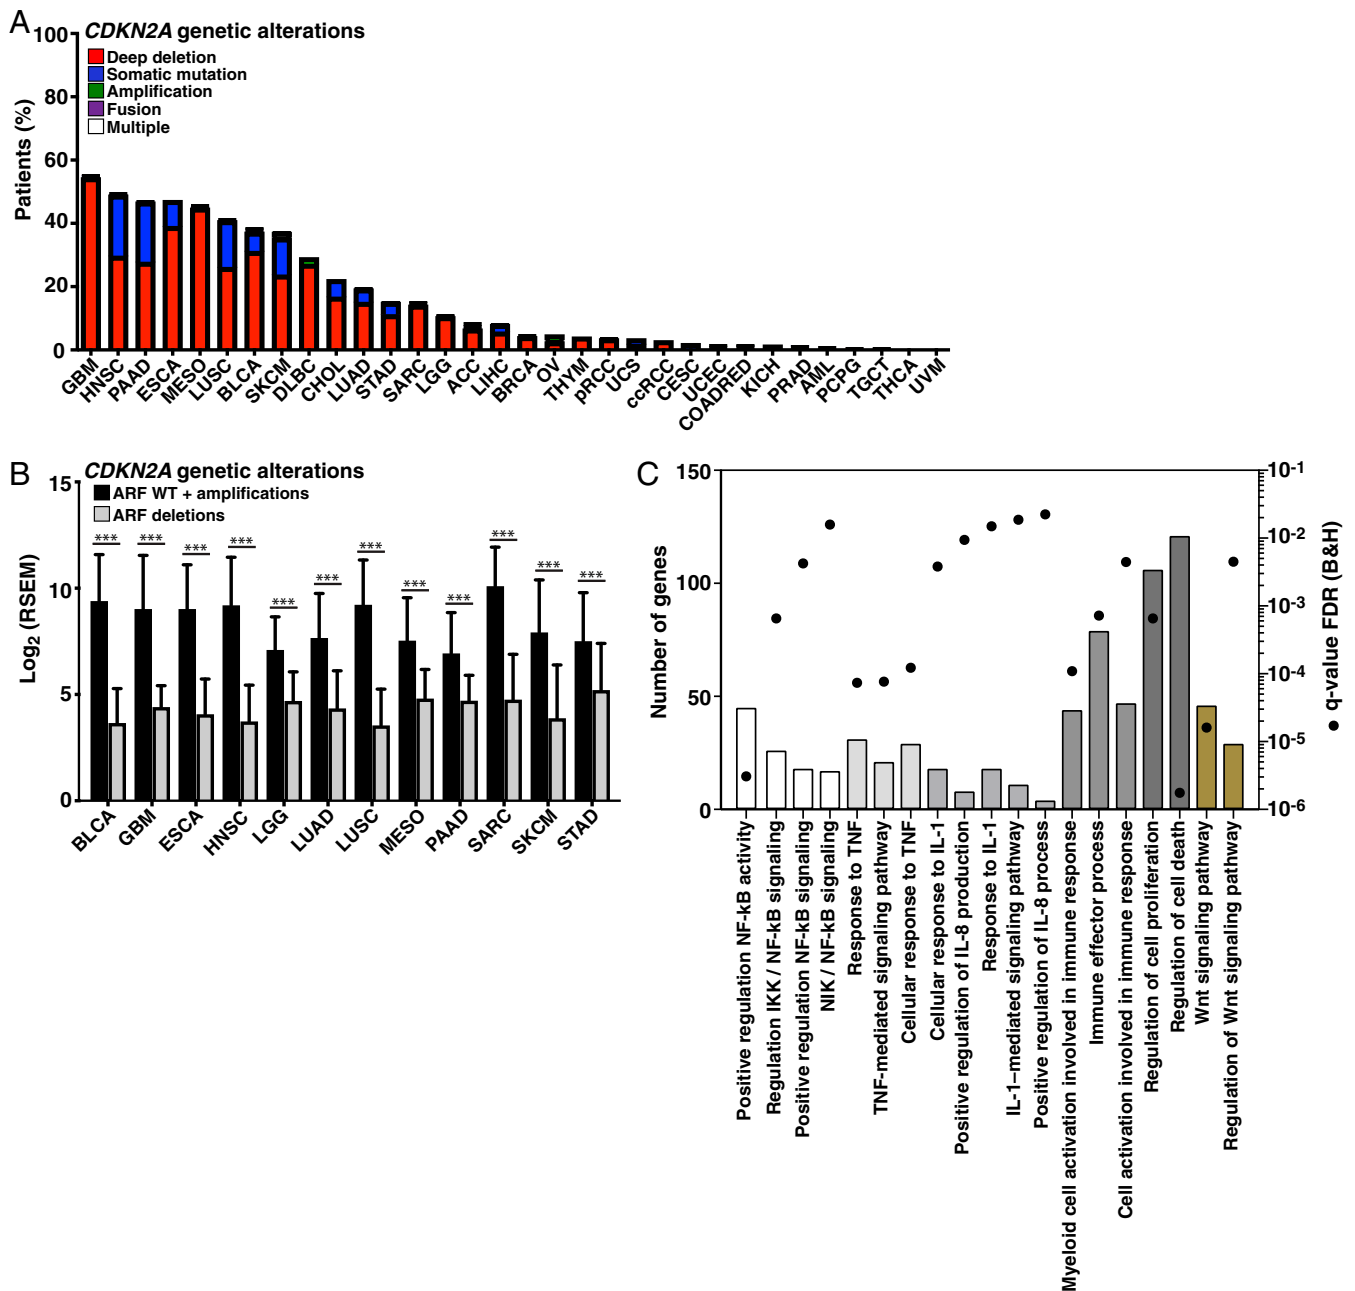 A
CDKN2A genetic alterations
Deep deletion
Somatic mutation
Amplification
Fusion
Multiple
Patients (%)
100
80
60
40
20
0
GBM
HNSC
PAAD
ESCA
MESO
LUSC
BLCA
SKCM
DLBC
CHOL
LUAD
STAD
SARC
LGG
ACC
LIHC
BRCA
OV
THYM
pRCC
UCS
ccRCC
CESC
UCEC
COADRED
KICH
PRAD
AML
PCPG
TGCT
THCA
UVM
B
CDKN2A genetic alterations
ARF WT + amplifications
ARF deletions
Log2 (RSEM)
15
10
5
0
***
***
***
***
***
***
***
***
***
***
***
***
BLCA
GBM
ESCA
HNSC
LGG
LUAD
LUSC
MESO
PAAD
SARC
SKCM
STAD
C
Number of genes
150
100
50
0
10-1
10-2
10-3
10-4
10-5
10-6
q-value FDR (B&H)
Positive regulation NF-kB activity
Regulation IKK / NF-kB signaling
Positive regulation NF-kB signaling
NIK / NF-kB signaling
Response to TNF
TNF-mediated signaling pathway
Cellular response to TNF
Cellular response to IL-1
Positive regulation of IL-8 production
Response to IL-1
IL-1–mediated signaling pathway
Positive regulation of IL-8 process
Myeloid cell activation involved in immune response
Immune effector process
Cell activation involved in immune response
Regulation of cell proliferation
Regulation of cell death
Wnt signaling pathway
Regulation of Wnt signaling pathway